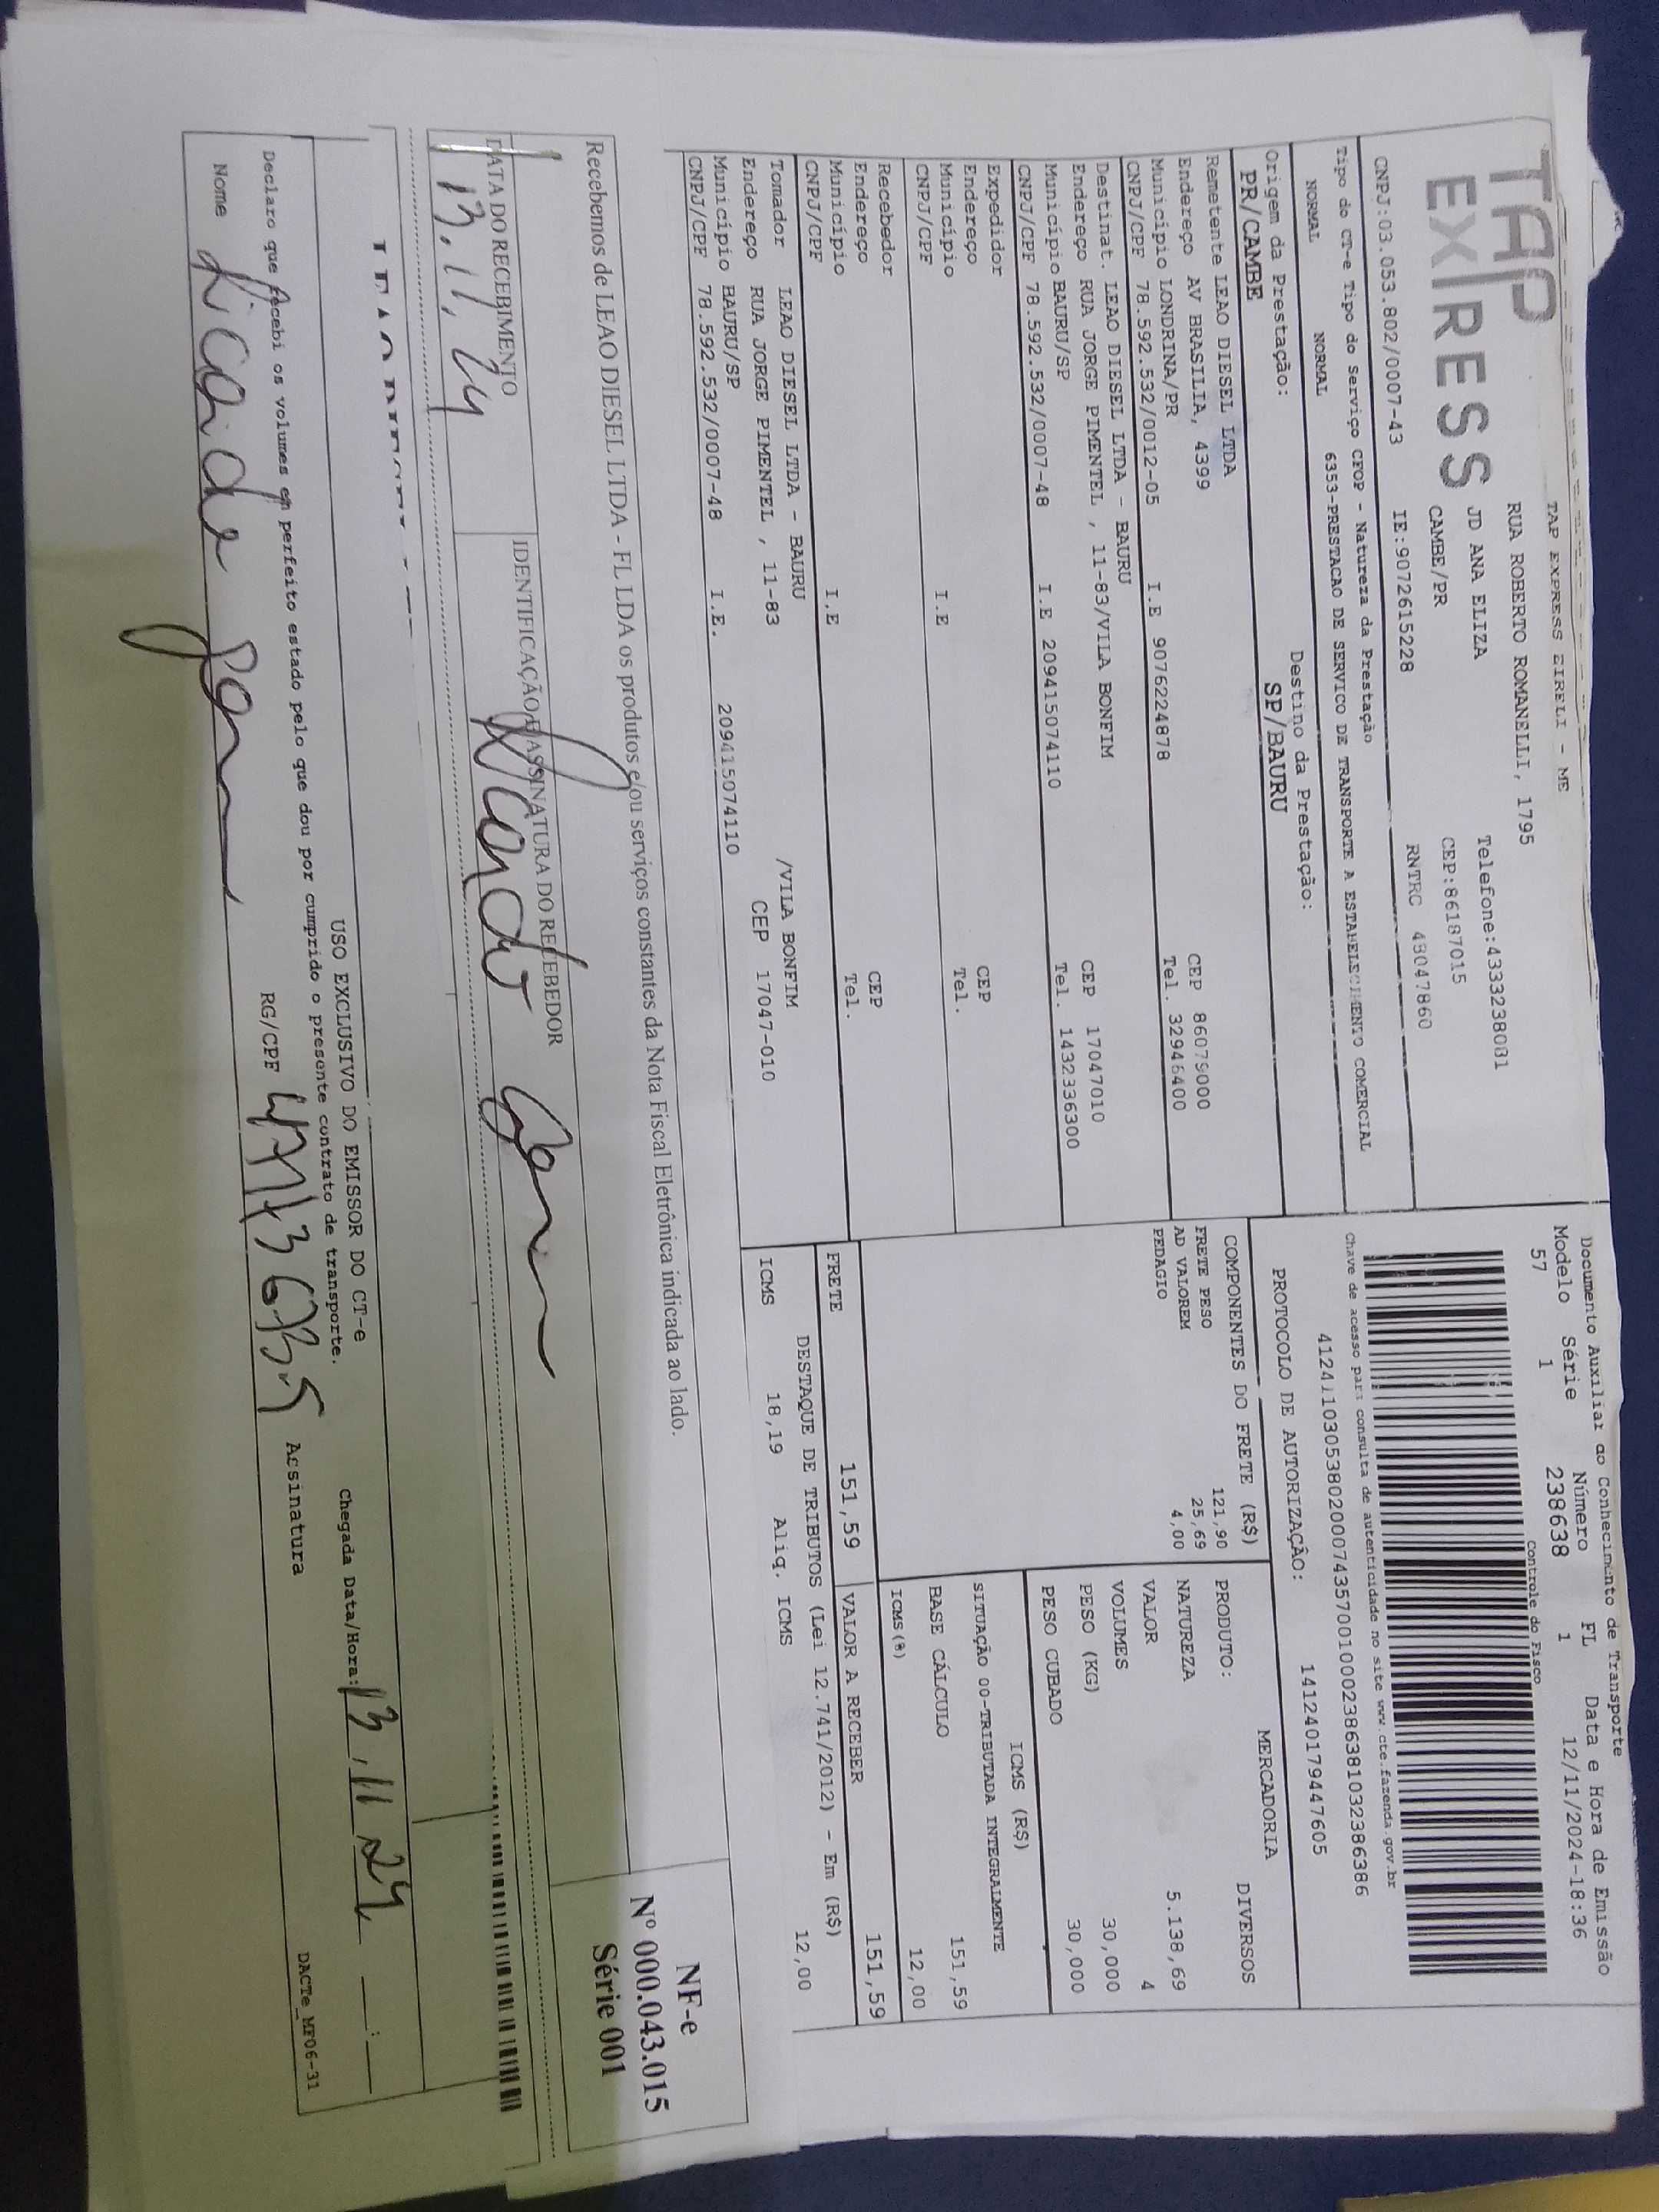 TAP EXPRESS EIRELI - ME
TAP
EXPRESS
RUA ROBERTO ROMANELLI, 1795
JD ANA ELIZA Telefone:4333238081
CAMBE/PR CEP:86187015
CNPJ:03.053.802/0007-43 IE:9072615228 RNTRC 48047860
Tipo do CT-e Tipo do Serviço CFOP - Natureza da Prestação
NORMAL NORMAL 6353-PRESTACAO DE SERVICO DE TRANSPORTE A ESTABELECIMENTO COMERCIAL
Origem da Prestação: Destino da Prestação:
PR/CAMBE SP/BAURU
Documento Auxiliar do Conhecimento de Transporte
Modelo Série Número FL Data e Hora de Emissão
57 1 238638 1 12/11/2024-18:36
Controle do Fisco
Chave de acesso para consulta de autenticidade no site www.cte.fazenda.gov.br
41241103053802000743570010002386381032386386
PROTOCOLO DE AUTORIZAÇÃO: 141240179447605
Remetente LEAO DIESEL LTDA
Endereço AV BRASILIA, 4399 CEP 86079000
Município LONDRINA/PR Tel. 32946400
CNPJ/CPF 78.592.532/0012-05 I.E 9076224878
Destinat. LEAO DIESEL LTDA - BAURU
Endereço RUA JORGE PIMENTEL , 11-83/VILA BONFIM CEP 17047010
Município BAURU/SP Tel. 1432336300
CNPJ/CPF 78.592.532/0007-48 I.E 209415074110
Expedidor
Endereço CEP
Município Tel.
CNPJ/CPF I.E
Recebedor
Endereço CEP
Município Tel.
CNPJ/CPF I.E
Tomador LEAO DIESEL LTDA - BAURU
Endereço RUA JORGE PIMENTEL , 11-83 /VILA BONFIM
Município BAURU/SP CEP 17047-010
CNPJ/CPF 78.592.532/0007-48 I.E. 209415074110
COMPONENTES DO FRETE (R$)
FRETE PESO 121,90
AD VALOREM 25,69
PEDAGIO 4,00
FRETE 151,59
MERCADORIA
PRODUTO: DIVERSOS
NATUREZA
VALOR 5.138,69
VOLUMES 4
PESO (KG) 30,000
PESO CUBADO 30,000
ICMS (R$)
SITUAÇÃO 00-TRIBUTADA INTEGRALMENTE
BASE CÁLCULO 151,59
ICMS(%) 12,00
VALOR A RECEBER 151,59
DESTAQUE DE TRIBUTOS (Lei 12.741/2012) - Em (R$)
ICMS 18,19 Aliq. ICMS 12,00
Recebemos de LEAO DIESEL LTDA - FL LDA os produtos e/ou serviços constantes da Nota Fiscal Eletrônica indicada ao lado.
NF-e
Nº 000.043.015
Série 001
DATA DO RECEBIMENTO IDENTIFICAÇÃO E ASSINATURA DO RECEBEDOR
13.11.24
USO EXCLUSIVO DO EMISSOR DO CT-e
Chegada Data/Hora: 13.11.24 __:__
Declaro que recebi os volumes em perfeito estado pelo que dou por cumprido o presente contrato de transporte.
Nome RG/CPF Assinatura
DACTe_MF06-31